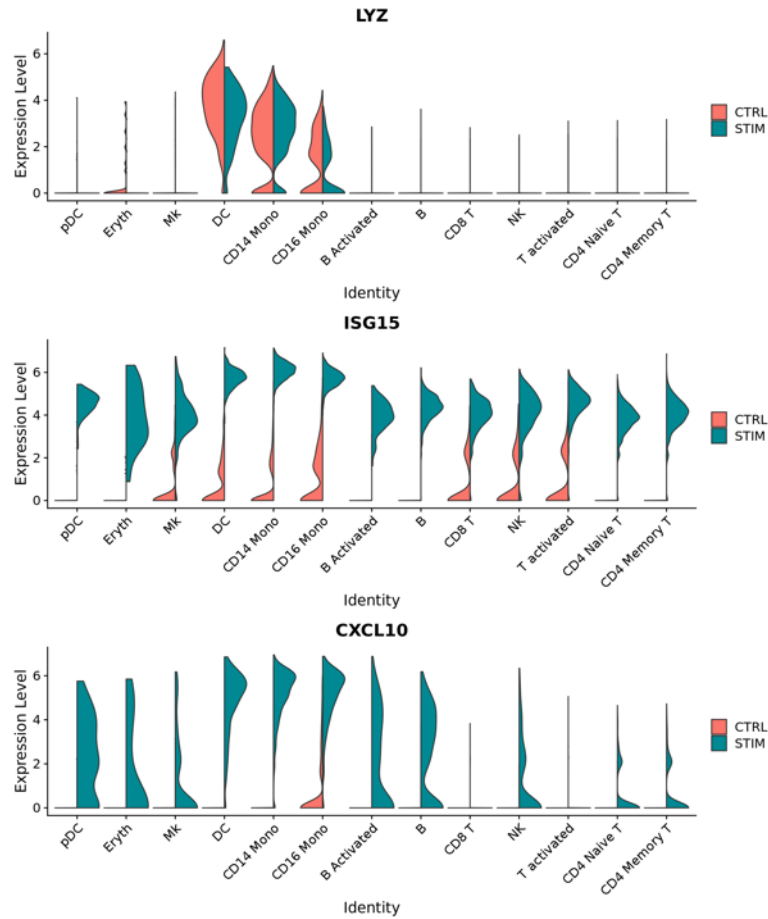 LYZ
Expression Level
6
4
2
0
CTRL
STIM
pDC
Eryth
Mk
DC
CD14 Mono
CD16 Mono
B Activated
B
CD8 T
NK
T activated
CD4 Naive T
CD4 Memory T
Identity
ISG15
Expression Level
6
4
2
0
CTRL
STIM
pDC
Eryth
Mk
DC
CD14 Mono
CD16 Mono
B Activated
B
CD8 T
NK
T activated
CD4 Naive T
CD4 Memory T
Identity
CXCL10
Expression Level
6
4
2
0
CTRL
STIM
pDC
Eryth
Mk
DC
CD14 Mono
CD16 Mono
B Activated
B
CD8 T
NK
T activated
CD4 Naive T
CD4 Memory T
Identity